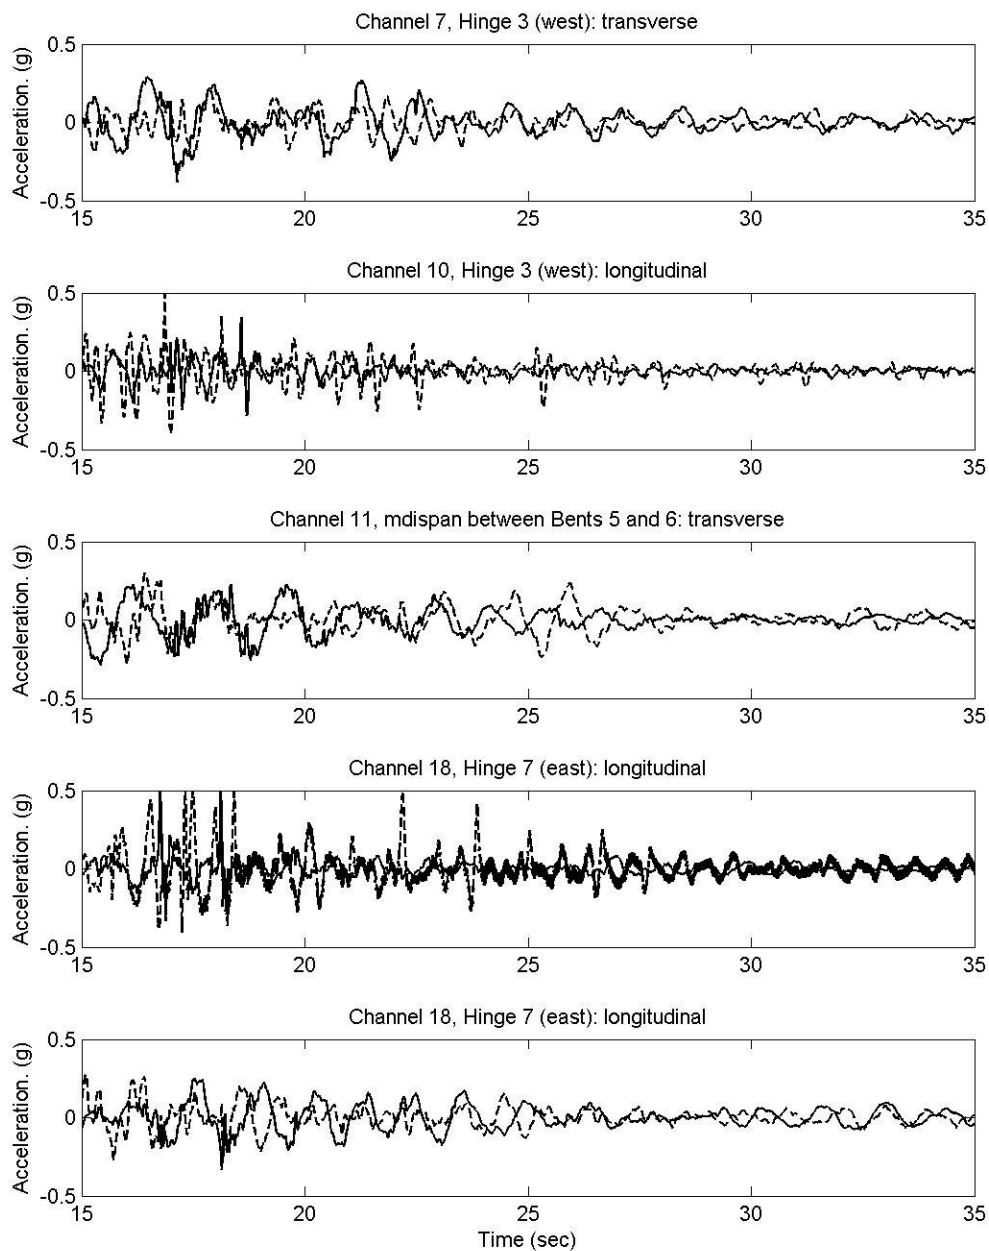 Channel 7, Hinge 3 (west): transverse
0.5
Acceleration. (g)
0
-0.5
15 20 25 30 35
Channel 10, Hinge 3 (west): longitudinal
0.5
Acceleration. (g)
0
-0.5
15 20 25 30 35
Channel 11, mdispan between Bents 5 and 6: transverse
0.5
Acceleration. (g)
0
-0.5
15 20 25 30 35
Channel 18, Hinge 7 (east): longitudinal
0.5
Acceleration. (g)
0
-0.5
15 20 25 30 35
Channel 18, Hinge 7 (east): longitudinal
0.5
Acceleration. (g)
0
-0.5
15 20 25 30 35
Time (sec)